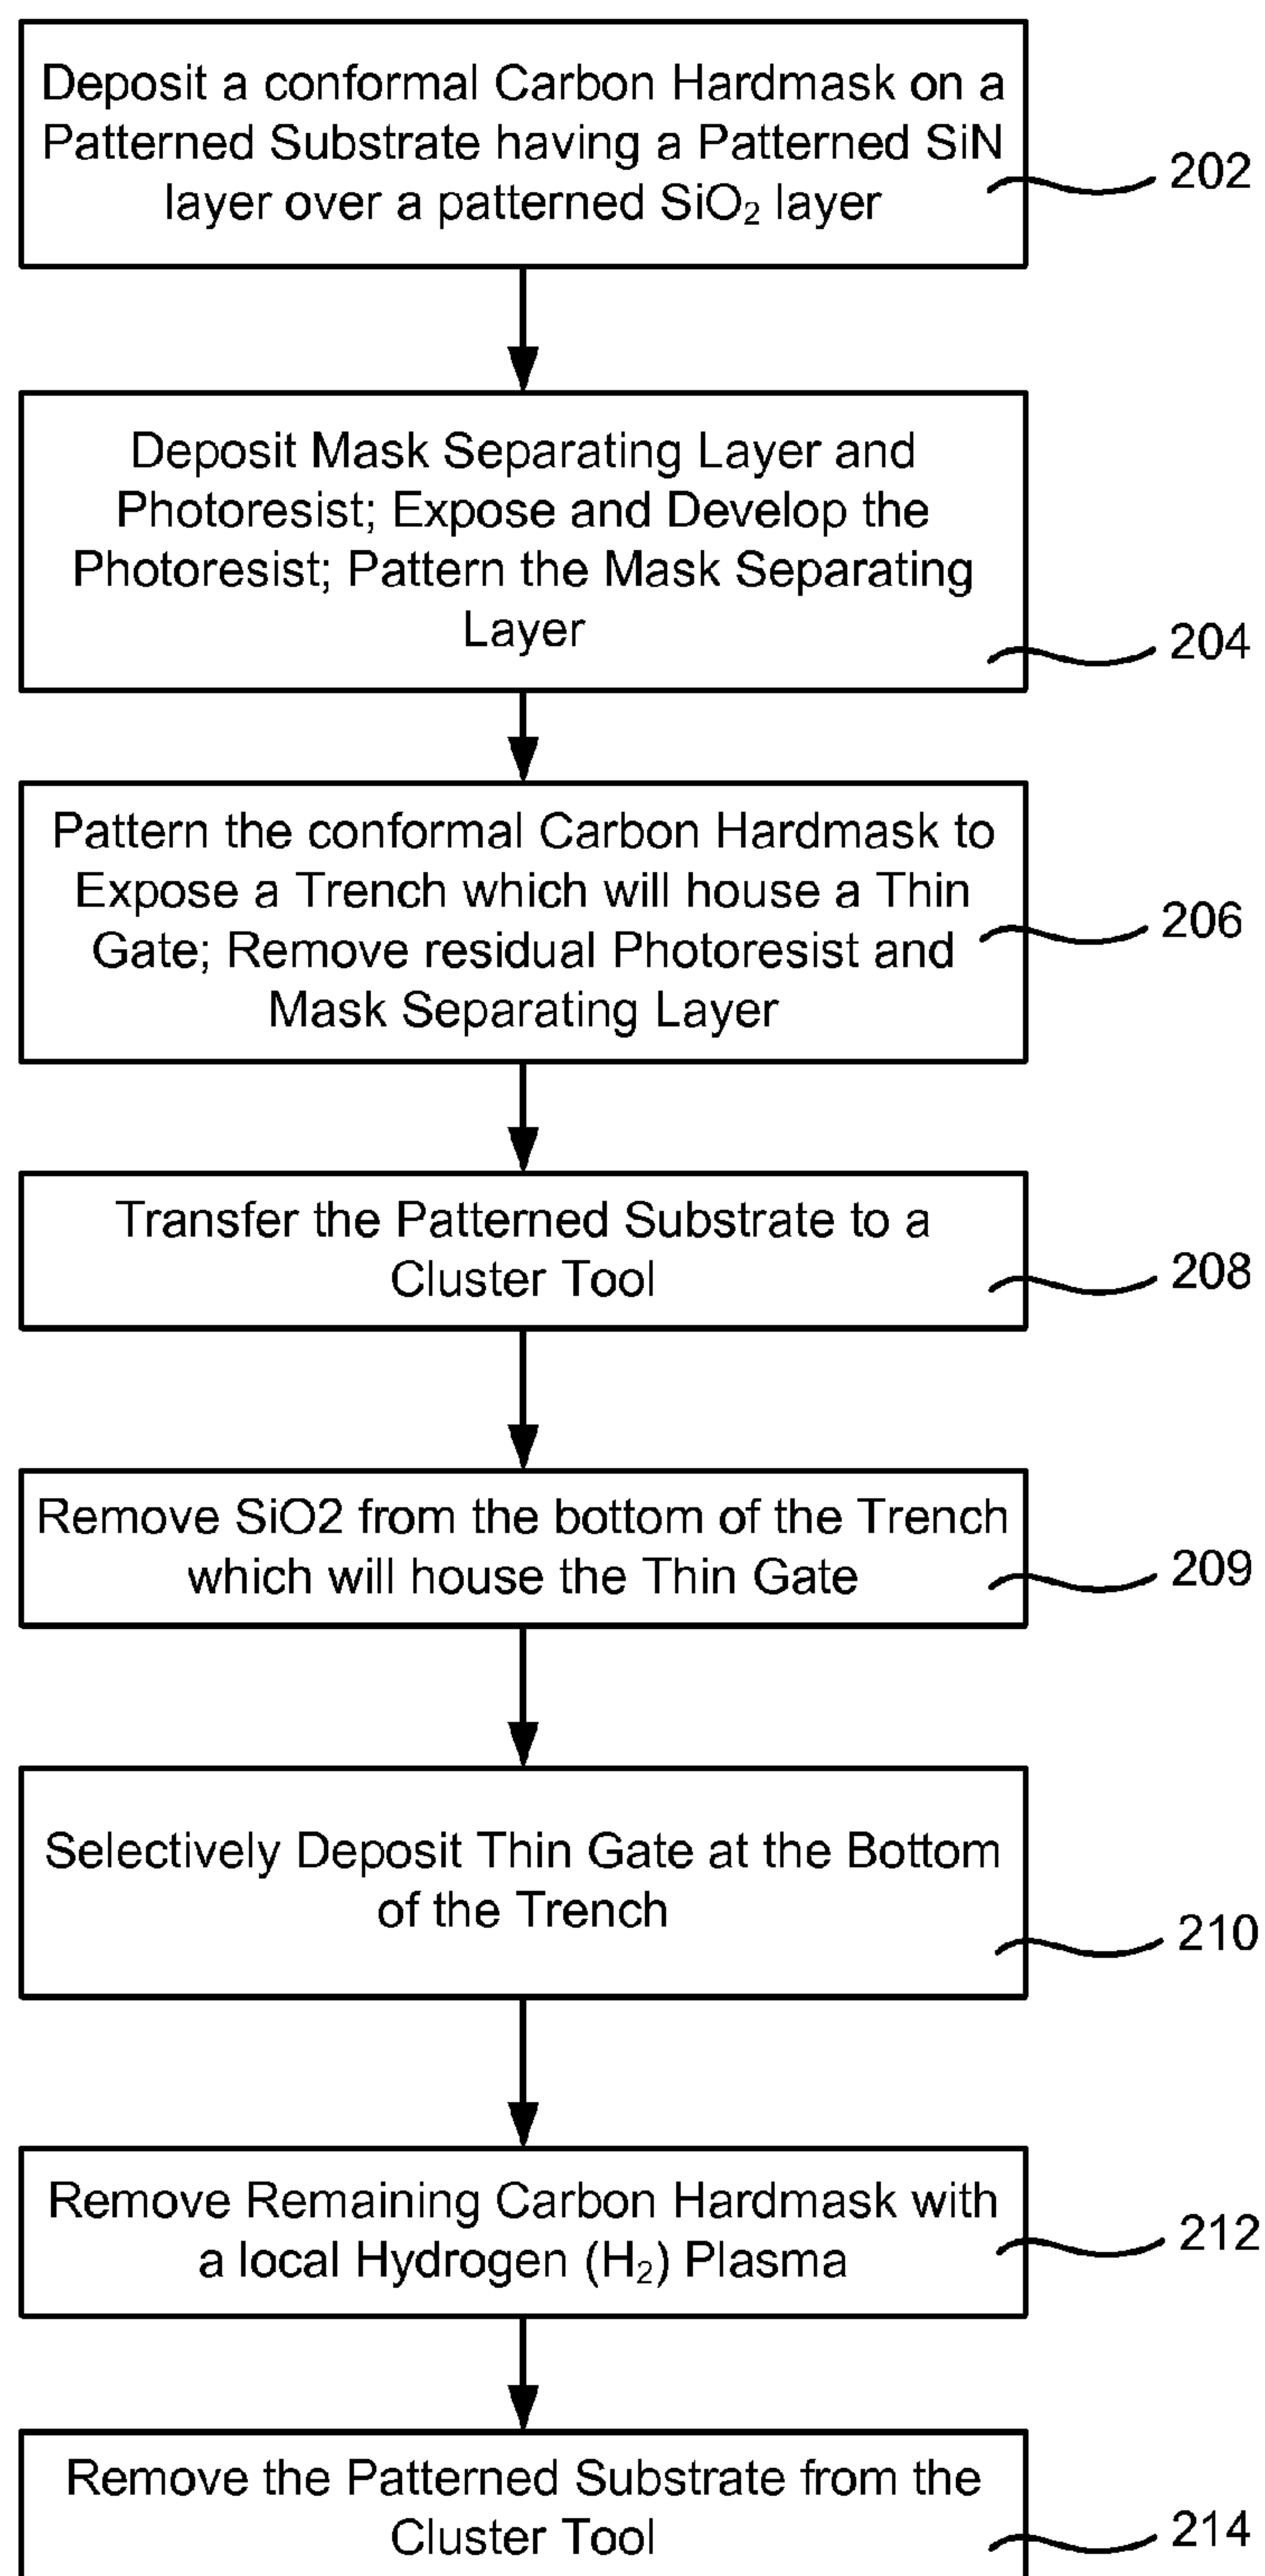 Deposit a conformal Carbon Hardmask on a
Patterned Substrate having a Patterned SiN
layer over a patterned SiO₂ layer
202
Deposit Mask Separating Layer and
Photoresist; Expose and Develop the
Photoresist; Pattern the Mask Separating
Layer
204
Pattern the conformal Carbon Hardmask to
Expose a Trench which will house a Thin
Gate; Remove residual Photoresist and
Mask Separating Layer
206
Transfer the Patterned Substrate to a
Cluster Tool
208
Remove SiO2 from the bottom of the Trench
which will house the Thin Gate
209
Selectively Deposit Thin Gate at the Bottom
of the Trench
210
Remove Remaining Carbon Hardmask with
a local Hydrogen (H₂) Plasma
212
Remove the Patterned Substrate from the
Cluster Tool
214